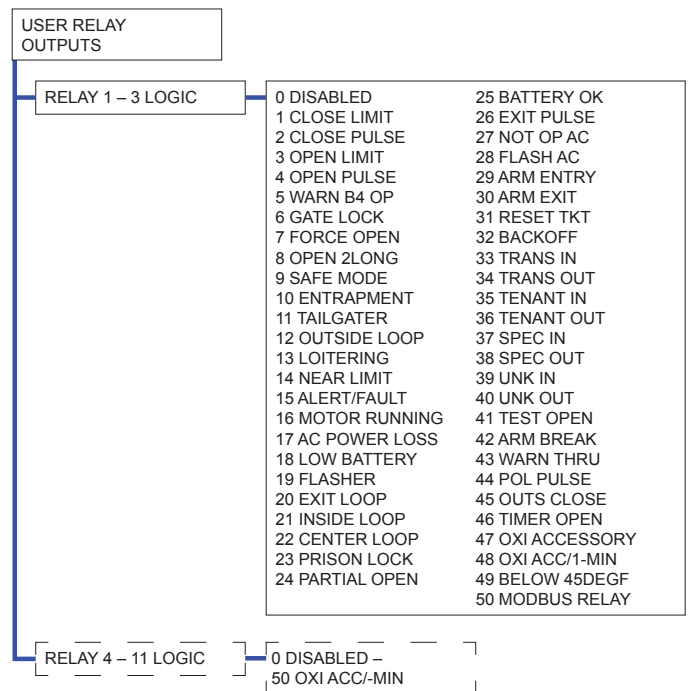 USER RELAY
OUTPUTS
RELAY 1 – 3 LOGIC
0 DISABLED
1 CLOSE LIMIT
2 CLOSE PULSE
3 OPEN LIMIT
4 OPEN PULSE
5 WARN B4 OP
6 GATE LOCK
7 FORCE OPEN
8 OPEN 2LONG
9 SAFE MODE
10 ENTRAPMENT
11 TAILGATER
12 OUTSIDE LOOP
13 LOITERING
14 NEAR LIMIT
15 ALERT/FAULT
16 MOTOR RUNNING
17 AC POWER LOSS
18 LOW BATTERY
19 FLASHER
20 EXIT LOOP
21 INSIDE LOOP
22 CENTER LOOP
23 PRISON LOCK
24 PARTIAL OPEN
25 BATTERY OK
26 EXIT PULSE
27 NOT OP AC
28 FLASH AC
29 ARM ENTRY
30 ARM EXIT
31 RESET TKT
32 BACKOFF
33 TRANS IN
34 TRANS OUT
35 TENANT IN
36 TENANT OUT
37 SPEC IN
38 SPEC OUT
39 UNK IN
40 UNK OUT
41 TEST OPEN
42 ARM BREAK
43 WARN THRU
44 POL PULSE
45 OUTS CLOSE
46 TIMER OPEN
47 OXI ACCESSORY
48 OXI ACC/1-MIN
49 BELOW 45DEGF
50 MODBUS RELAY
RELAY 4 – 11 LOGIC
0 DISABLED –
50 OXI ACC/-MIN